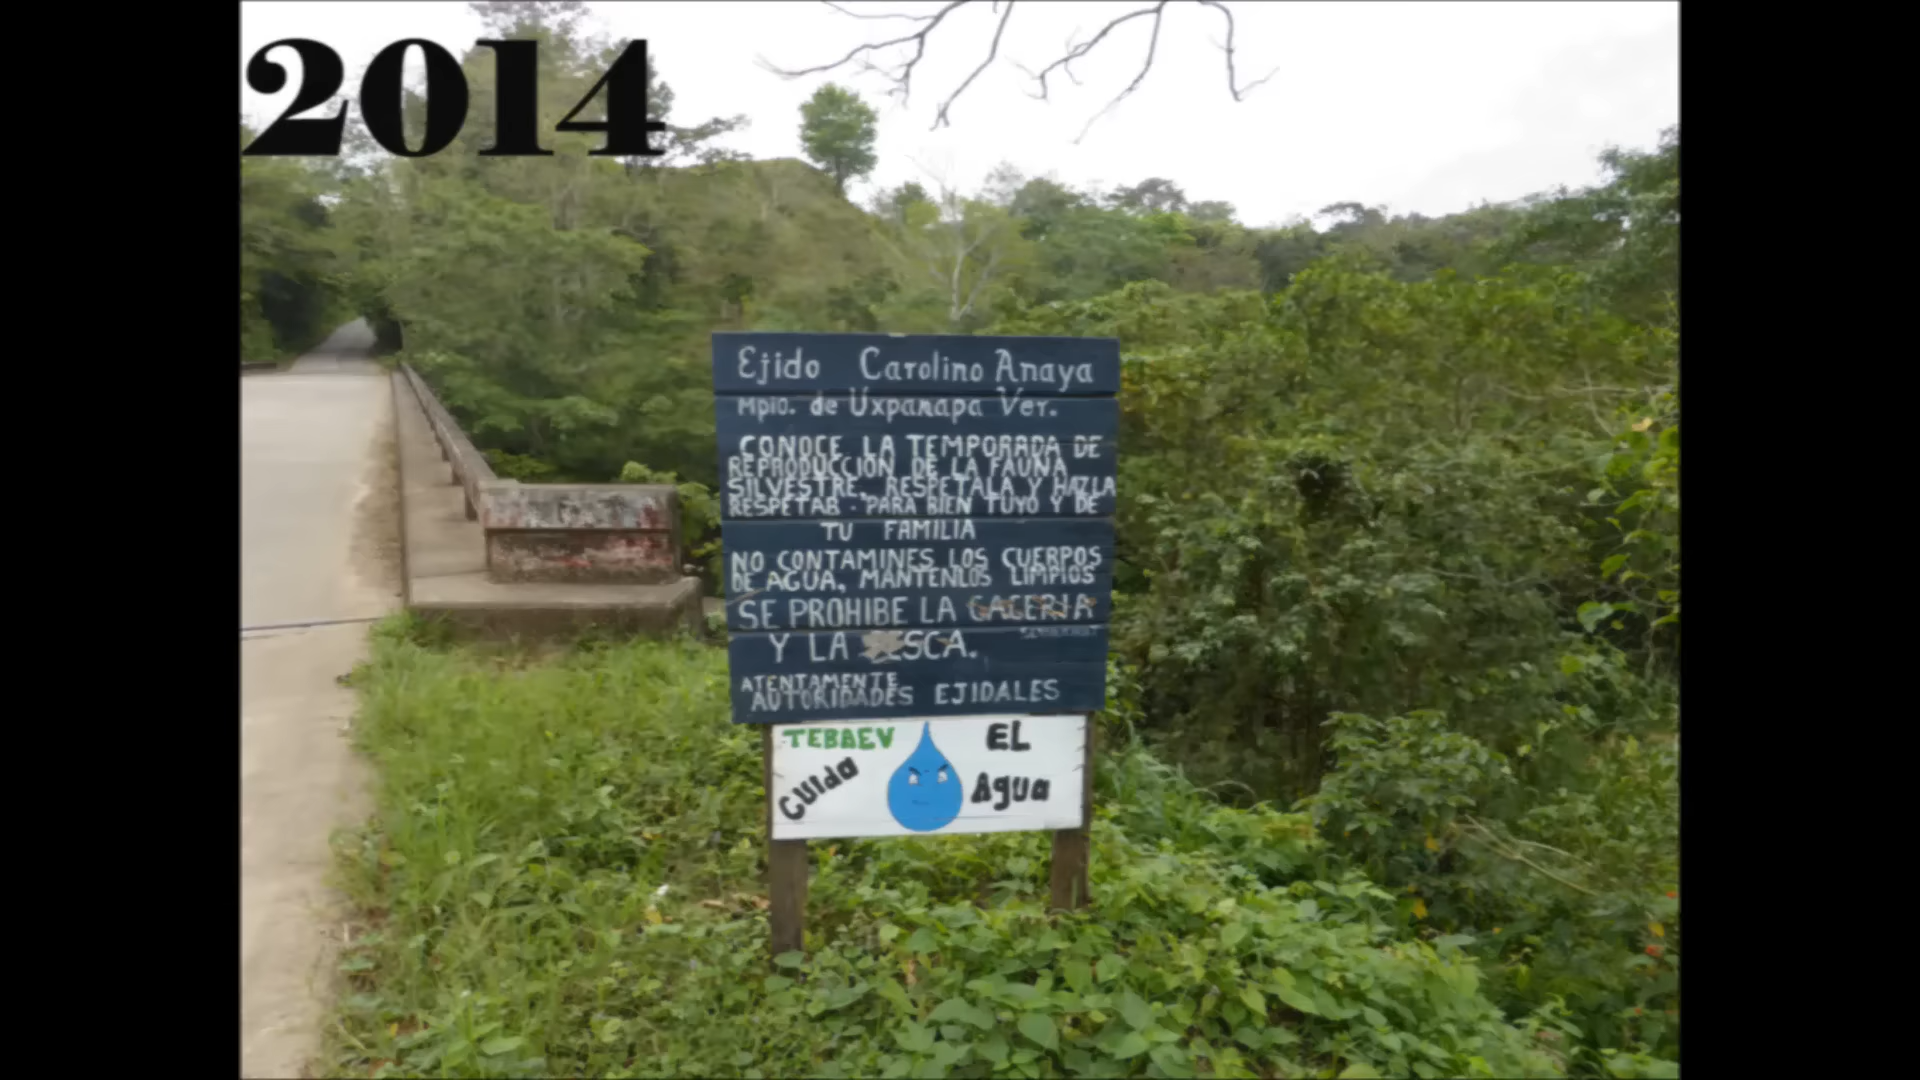 2014
Ejido Carolino Anaya
Mpio. de Uxpanapa Ver.
CONOCE LA TEMPORADA DE
REPRODUCCION DE LA FAUNA
SILVESTRE, RESPETALA Y HAZLA
RESPETAR - PARA BIEN TUYO Y DE
TU FAMILIA
NO CONTAMINES LOS CUERPOS
DE AGUA, MANTENLOS LIMPIOS
SE PROHIBE LA CACERIA
Y LA PESCA.
SEMARNAT
ATENTAMENTE
AUTORIDADES EJIDALES
TEBAEV
Cuida EL
Agua